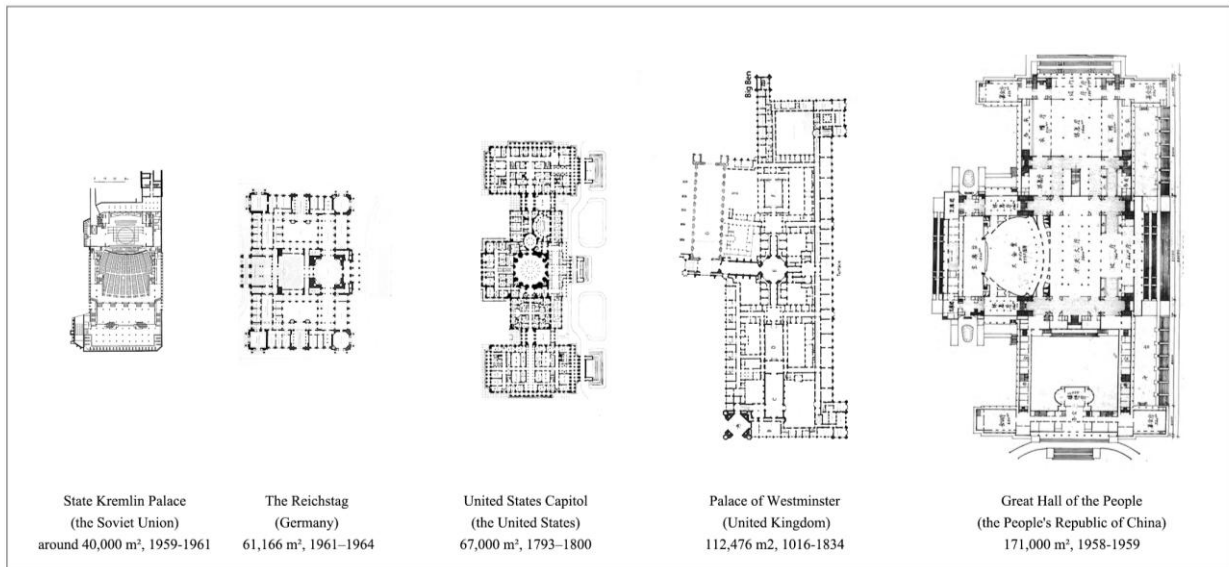 Big Ben
State Kremlin Palace
(the Soviet Union)
around 40,000 m², 1959-1961
The Reichstag
(Germany)
61,166 m², 1961–1964
United States Capitol
(the United States)
67,000 m², 1793–1800
Palace of Westminster
(United Kingdom)
112,476 m2, 1016-1834
Great Hall of the People
(the People's Republic of China)
171,000 m², 1958-1959